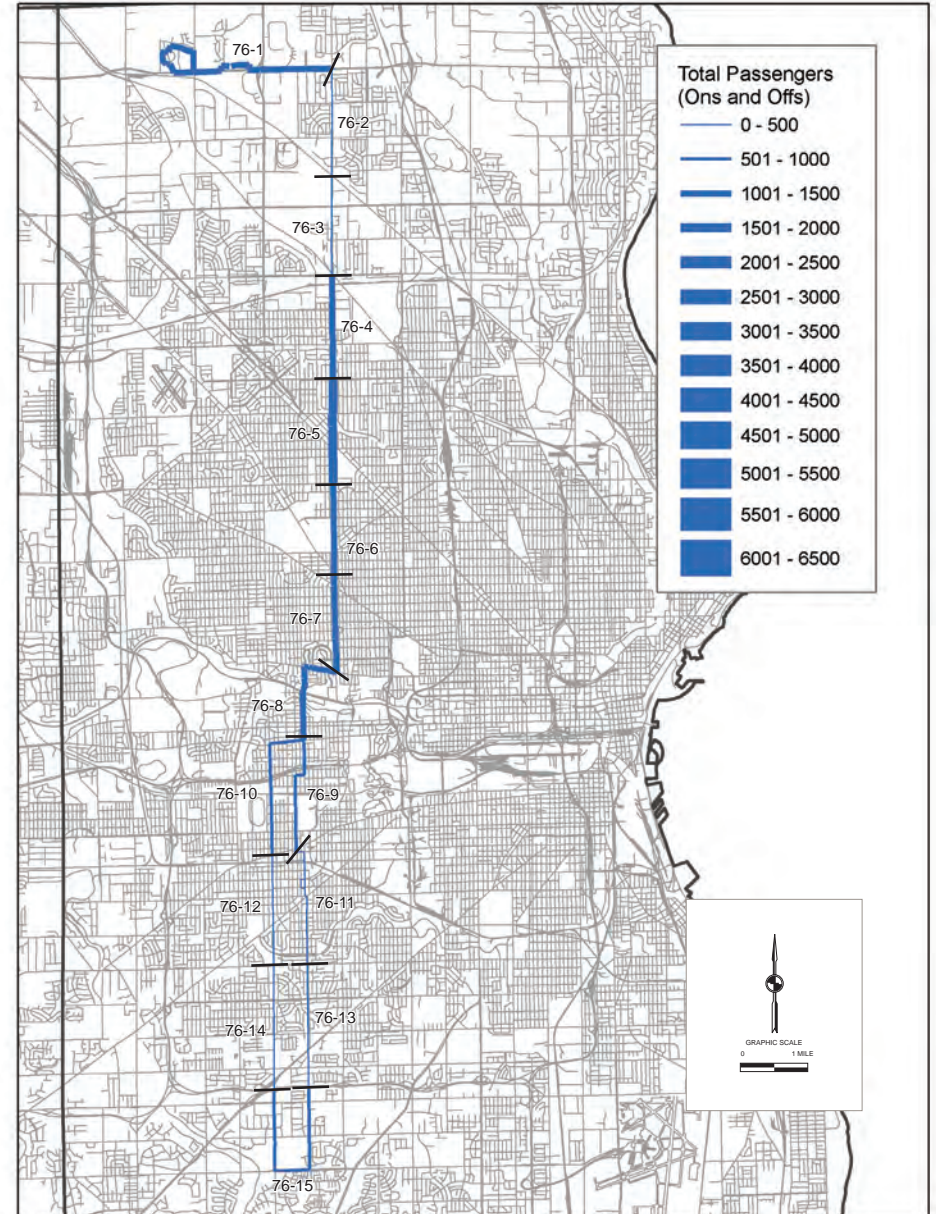 76-1
76-2
76-3
76-4
76-5
76-6
76-7
76-8
76-10
76-9
76-12
76-11
76-14
76-13
76-15
Total Passengers
(Ons and Offs)
0 - 500
501 - 1000
1001 - 1500
1501 - 2000
2001 - 2500
2501 - 3000
3001 - 3500
3501 - 4000
4001 - 4500
4501 - 5000
5001 - 5500
5501 - 6000
6001 - 6500
GRAPHIC SCALE
0 1 MILE